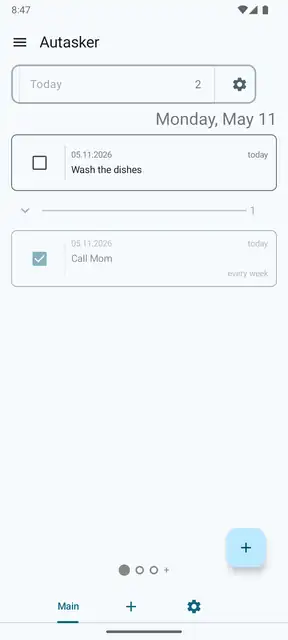 8:47
Autasker
Today 2
Monday, May 11
05.11.2026 today
Wash the dishes
1
05.11.2026 today
Call Mom
every week
+
+
Main +